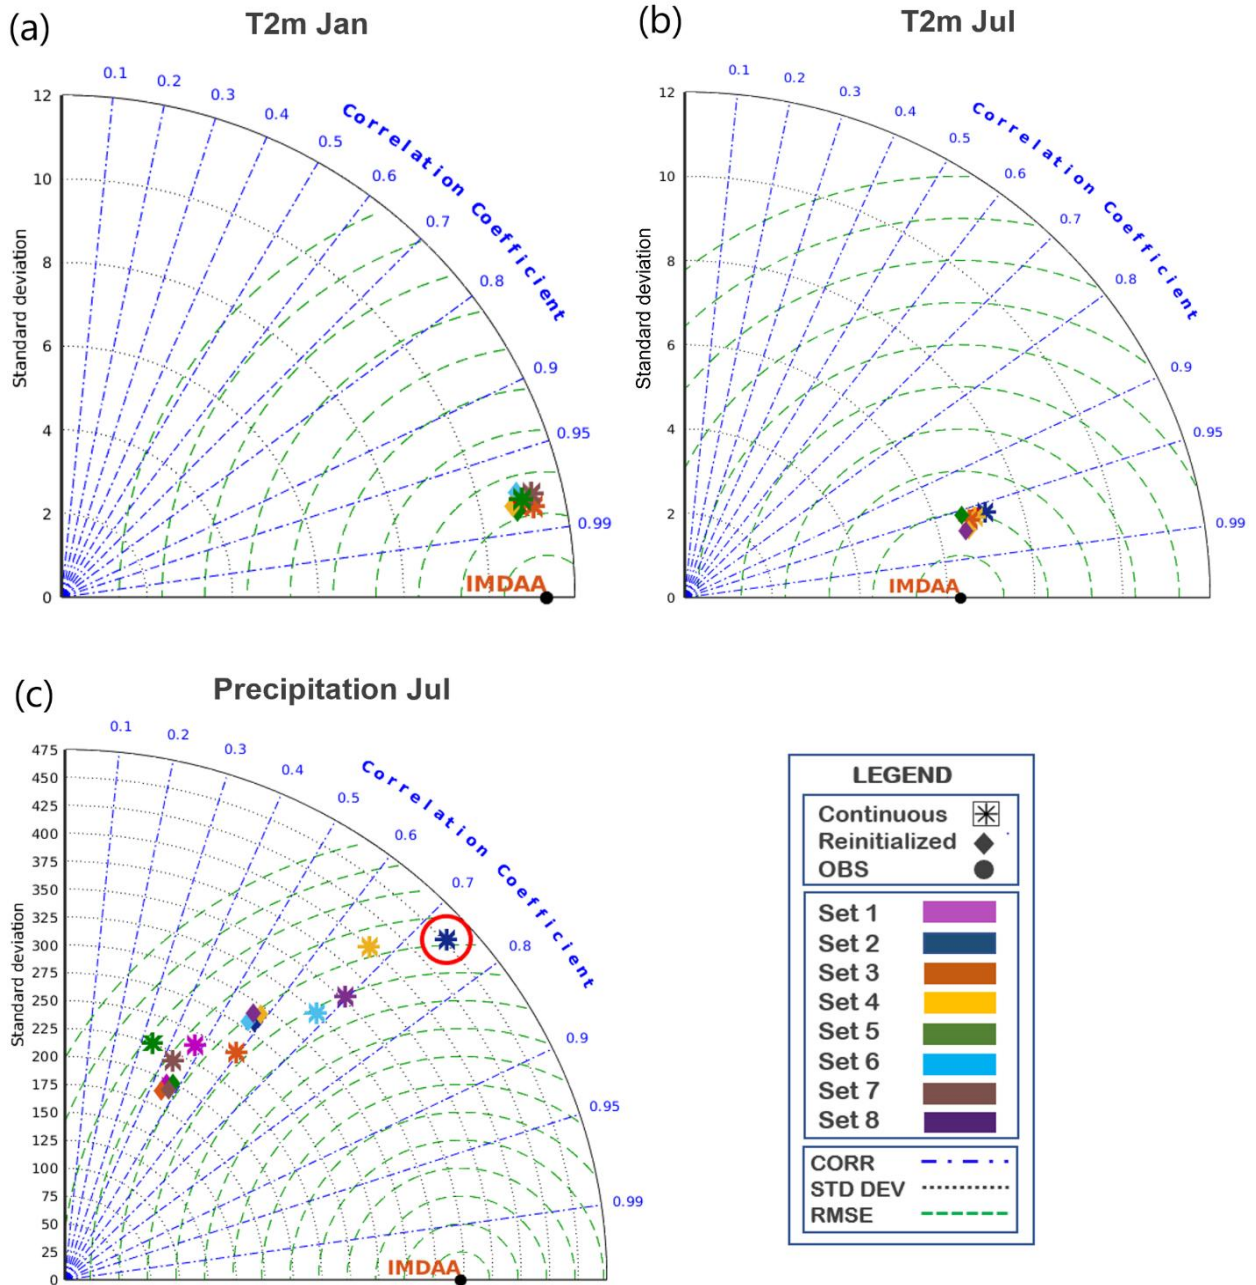 (a)
T2m Jan
0.1
0.2
0.3
0.4
0.5
0.6
0.7
0.8
0.9
0.95
0.99
Correlation Coefficient
Standard deviation
12
10
8
6
4
2
0
IMDAA
(b)
T2m Jul
0.1
0.2
0.3
0.4
0.5
0.6
0.7
0.8
0.9
0.95
0.99
Correlation Coefficient
Standard deviation
12
10
8
6
4
2
0
IMDAA
(c)
Precipitation Jul
0.1
0.2
0.3
0.4
0.5
0.6
0.7
0.8
0.9
0.95
0.99
Correlation Coefficient
Standard deviation
475
450
425
400
375
350
325
300
275
250
225
200
175
150
125
100
75
50
25
0
IMDAA
LEGEND
Continuous
Reinitialized
OBS
Set 1
Set 2
Set 3
Set 4
Set 5
Set 6
Set 7
Set 8
CORR
STD DEV
RMSE